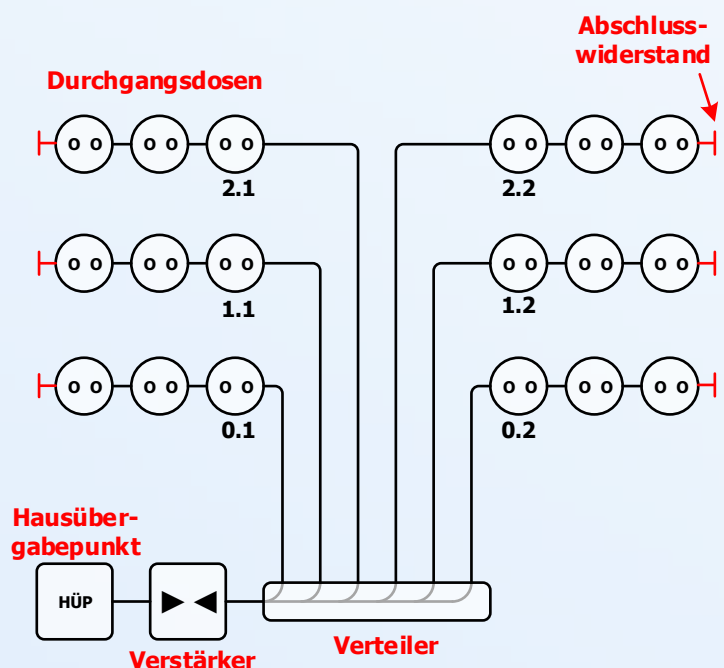 Abschluss-
widerstand
Durchgangsdosen
o o o o o o o o o o o o
2.1 2.2
o o o o o o o o o o o o
1.1 1.2
o o o o o o o o o o o o
0.1 0.2
Hausüber-
gabepunkt
HÜP
Verteiler
Verstärker